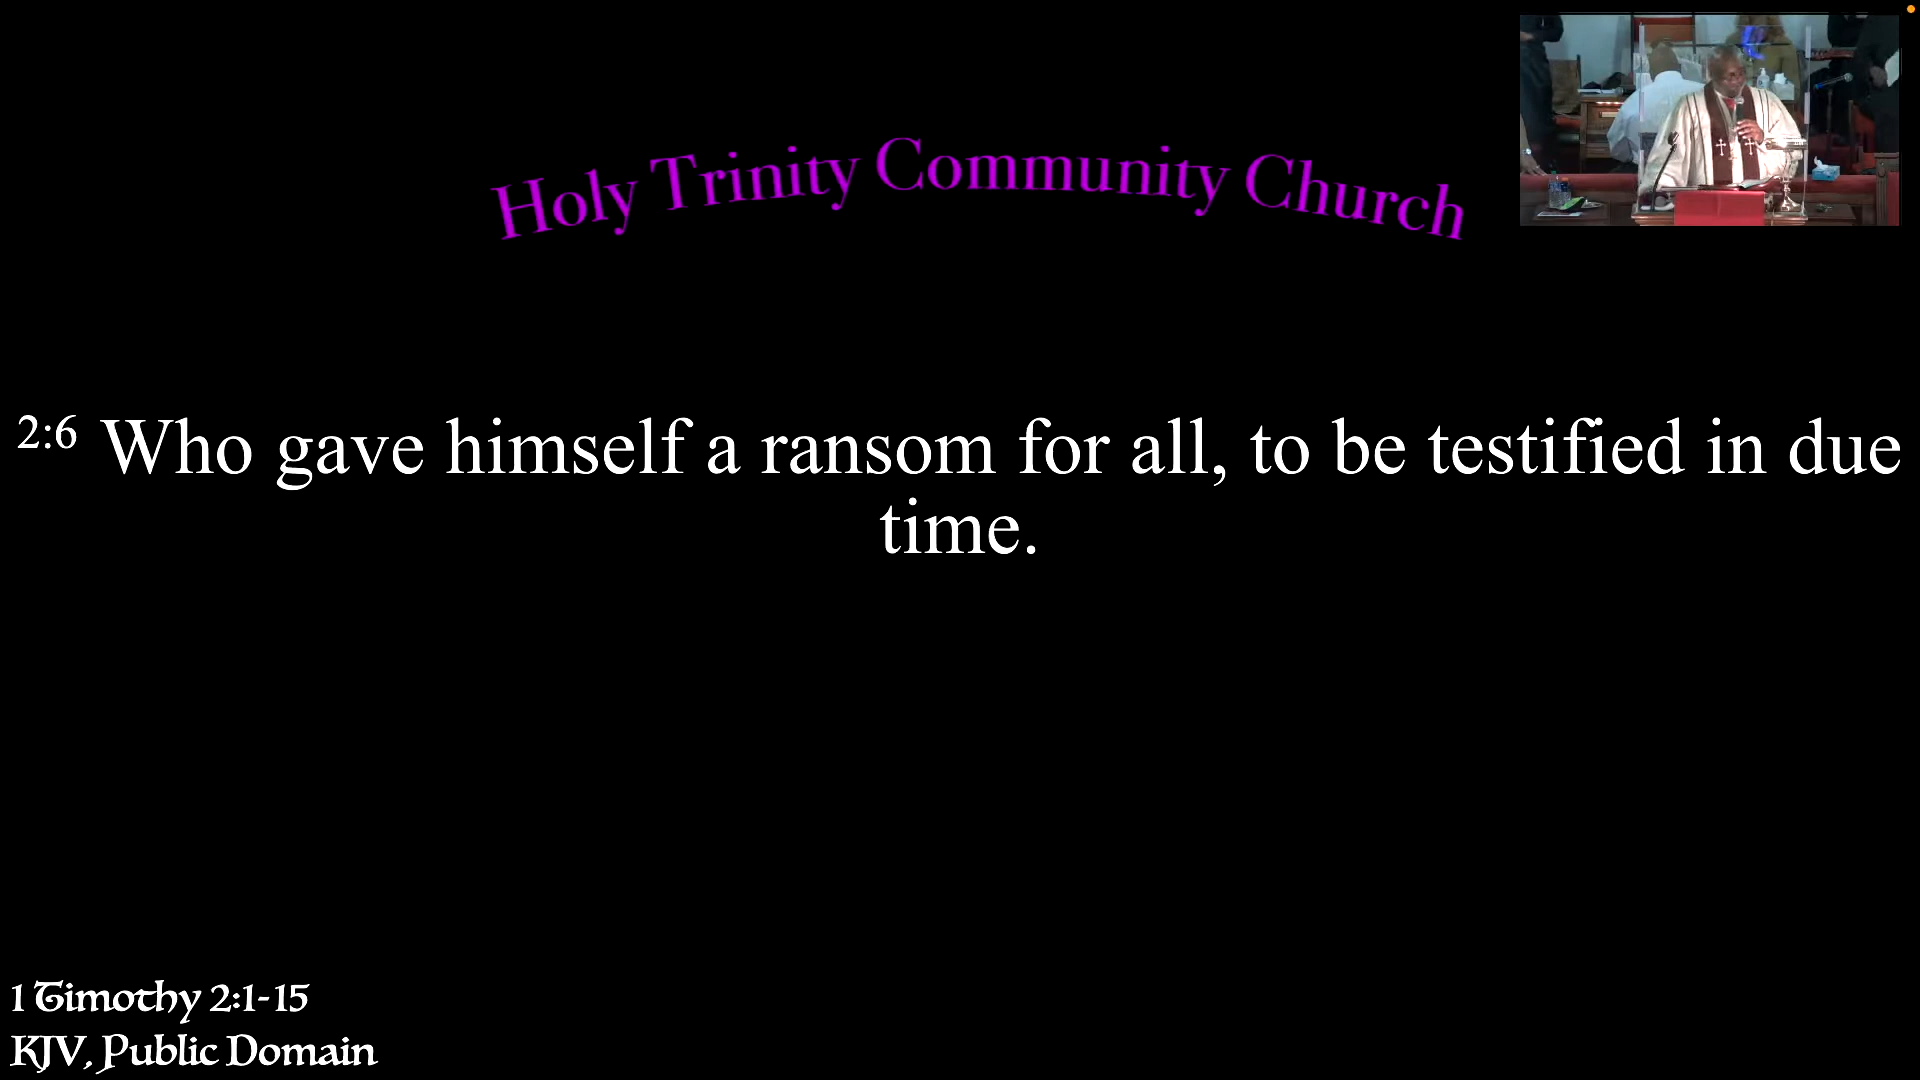 Holy Trinity Community Church
2:6 Who gave himself a ransom for all, to be testified in due
time.
1 Timothy 2:1-15
KJV, Public Domain